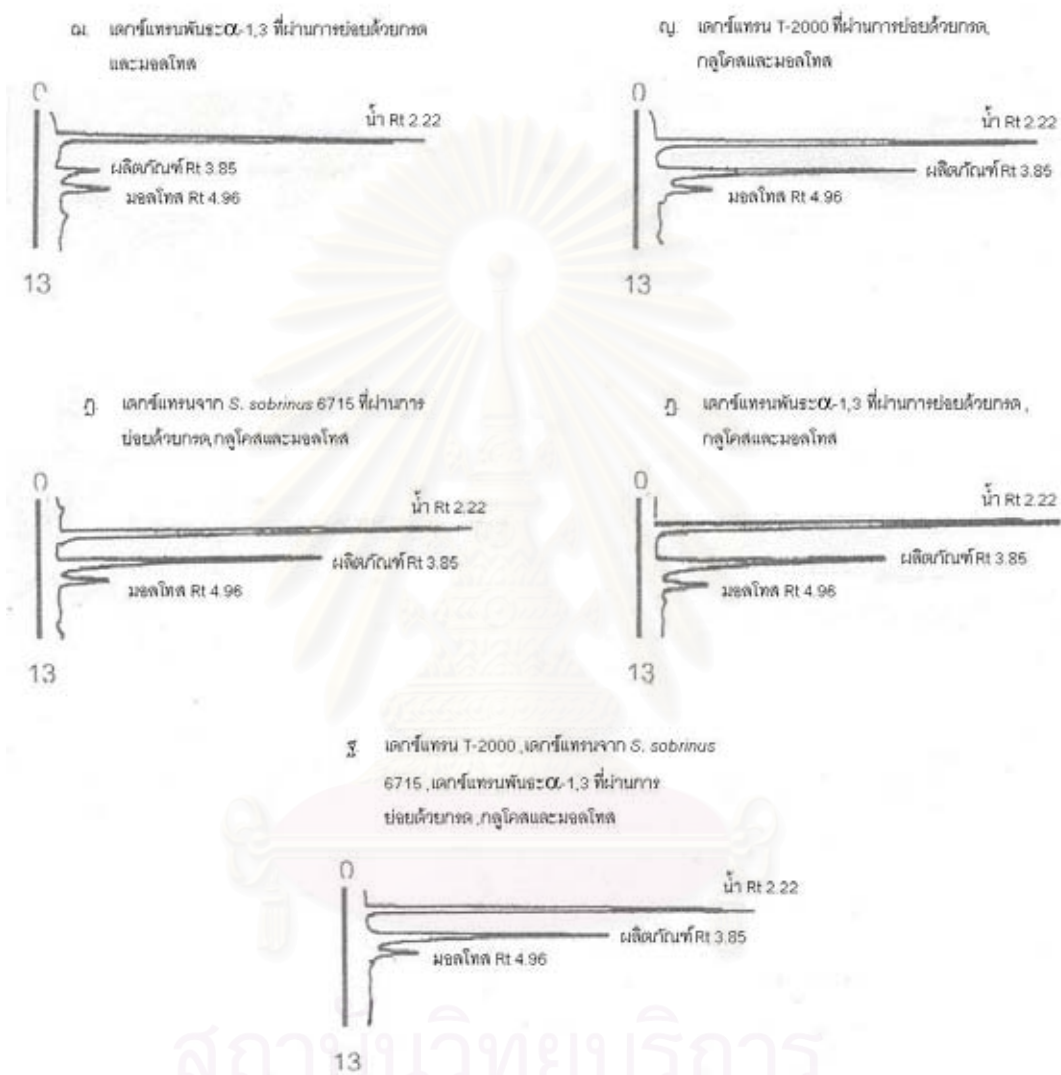 ฌ. เดกซ์แทรนพันธะα-1,3 ที่ผ่านการย่อยด้วยกรด
และมอลโทส
0
น้ำ Rt 2.22
ผลิตภัณฑ์ Rt 3.85
มอลโทส Rt 4.96
13
ญ. เดกซ์แทรน T-2000 ที่ผ่านการย่อยด้วยกรด,
กลูโคสและมอลโทส
0
น้ำ Rt 2.22
ผลิตภัณฑ์ Rt 3.85
มอลโทส Rt 4.96
13
ฎ. เดกซ์แทรนจาก S. sobrinus 6715 ที่ผ่านการ
ย่อยด้วยกรด,กลูโคสและมอลโทส
0
น้ำ Rt 2.22
ผลิตภัณฑ์ Rt 3.85
มอลโทส Rt 4.96
13
ฏ. เดกซ์แทรนพันธะα-1,3 ที่ผ่านการย่อยด้วยกรด ,
กลูโคสและมอลโทส
0
น้ำ Rt 2.22
ผลิตภัณฑ์ Rt 3.85
มอลโทส Rt 4.96
13
ฐ. เดกซ์แทรน T-2000 ,เดกซ์แทรนจาก S. sobrinus
6715 ,เดกซ์แทรนพันธะα-1,3 ที่ผ่านการ
ย่อยด้วยกรด ,กลูโคสและมอลโทส
0
น้ำ Rt 2.22
ผลิตภัณฑ์ Rt 3.85
มอลโทส Rt 4.96
สถาบันวิทยบริการ
13